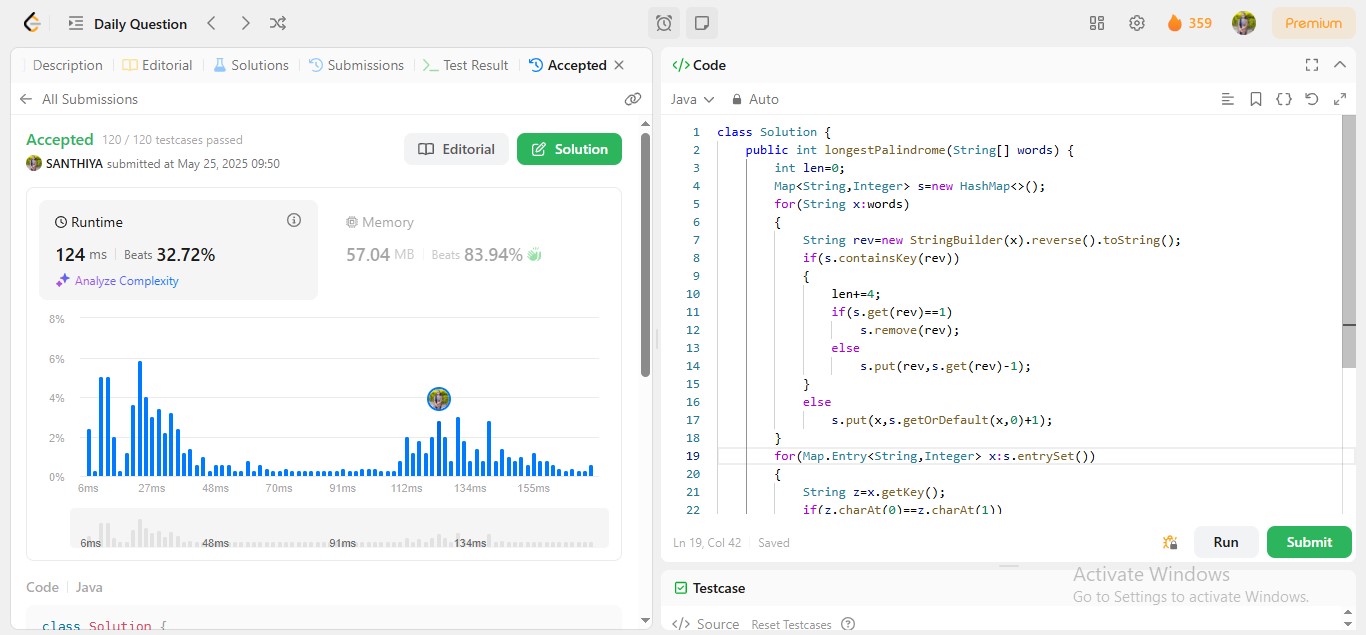 Daily Question
359
Premium
Description
Editorial
Solutions
Submissions
Test Result
Accepted
All Submissions
Accepted 120 / 120 testcases passed
SANTHIYA submitted at May 25, 2025 09:50
Editorial
Solution
Runtime
124 ms Beats 32.72%
Analyze Complexity
Memory
57.04 MB Beats 83.94%
8%
6%
4%
2%
0%
6ms 27ms 48ms 70ms 91ms 112ms 134ms 155ms
6ms 48ms 91ms 134ms
Code Java
class Solution {
</> Code
Java Auto
1 class Solution {
2 public int longestPalindrome(String[] words) {
3 int len=0;
4 Map<String,Integer> s=new HashMap<>();
5 for(String x:words)
6 {
7 String rev=new StringBuilder(x).reverse().toString();
8 if(s.containsKey(rev))
9 {
10 len+=4;
11 if(s.get(rev)==1)
12 s.remove(rev);
13 else
14 s.put(rev,s.get(rev)-1);
15 }
16 else
17 s.put(x,s.getOrDefault(x,0)+1);
18 }
19 for(Map.Entry<String,Integer> x:s.entrySet())
20 {
21 String z=x.getKey();
22 if(z.charAt(0)==z.charAt(1))
Ln 19, Col 42 Saved
Run
Submit
Testcase
</> Source Reset Testcases
Activate Windows
Go to Settings to activate Windows.